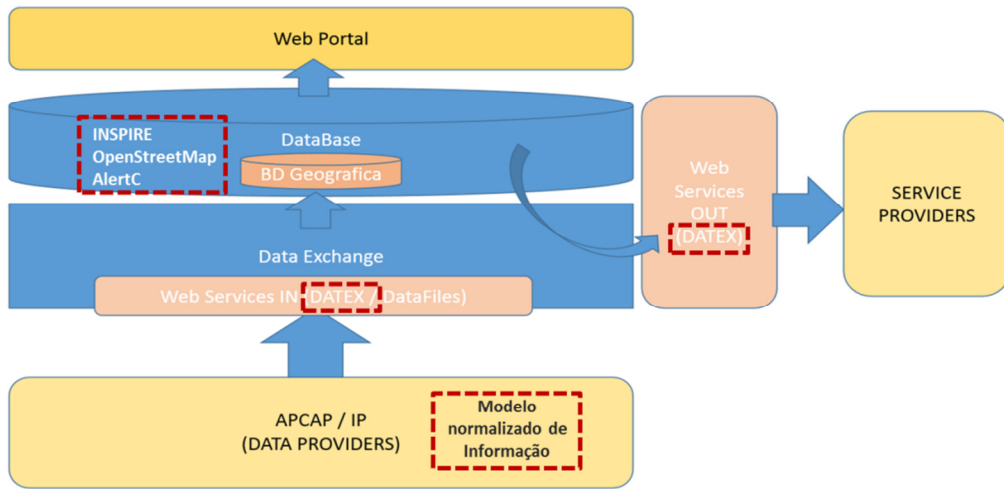 Web Portal
INSPIRE
OpenStreetMap
AlertC
DataBase
BD Geografica
Data Exchange
Web Services IN (DATEX / DataFiles)
Web
Services
OUT
(DATEX)
SERVICE
PROVIDERS
APCAP / IP
(DATA PROVIDERS)
Modelo
normalizado de
Informação